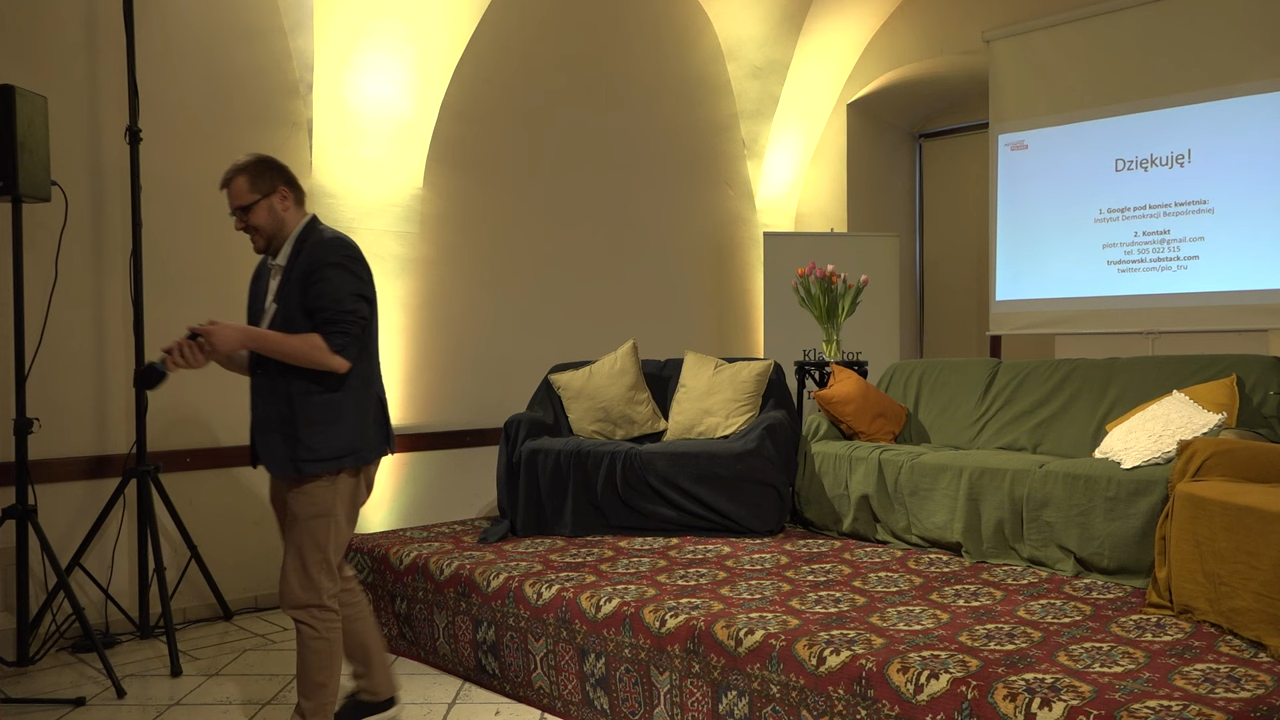 Dziękuję!
1. Google pod koniec kwietnia:
Instytut Demokracji Bezpośredniej
2. Kontakt
piotr.trudnowski@gmail.com
tel. 505 022 515
trudnowski.substack.com
twitter.com/pio_tru